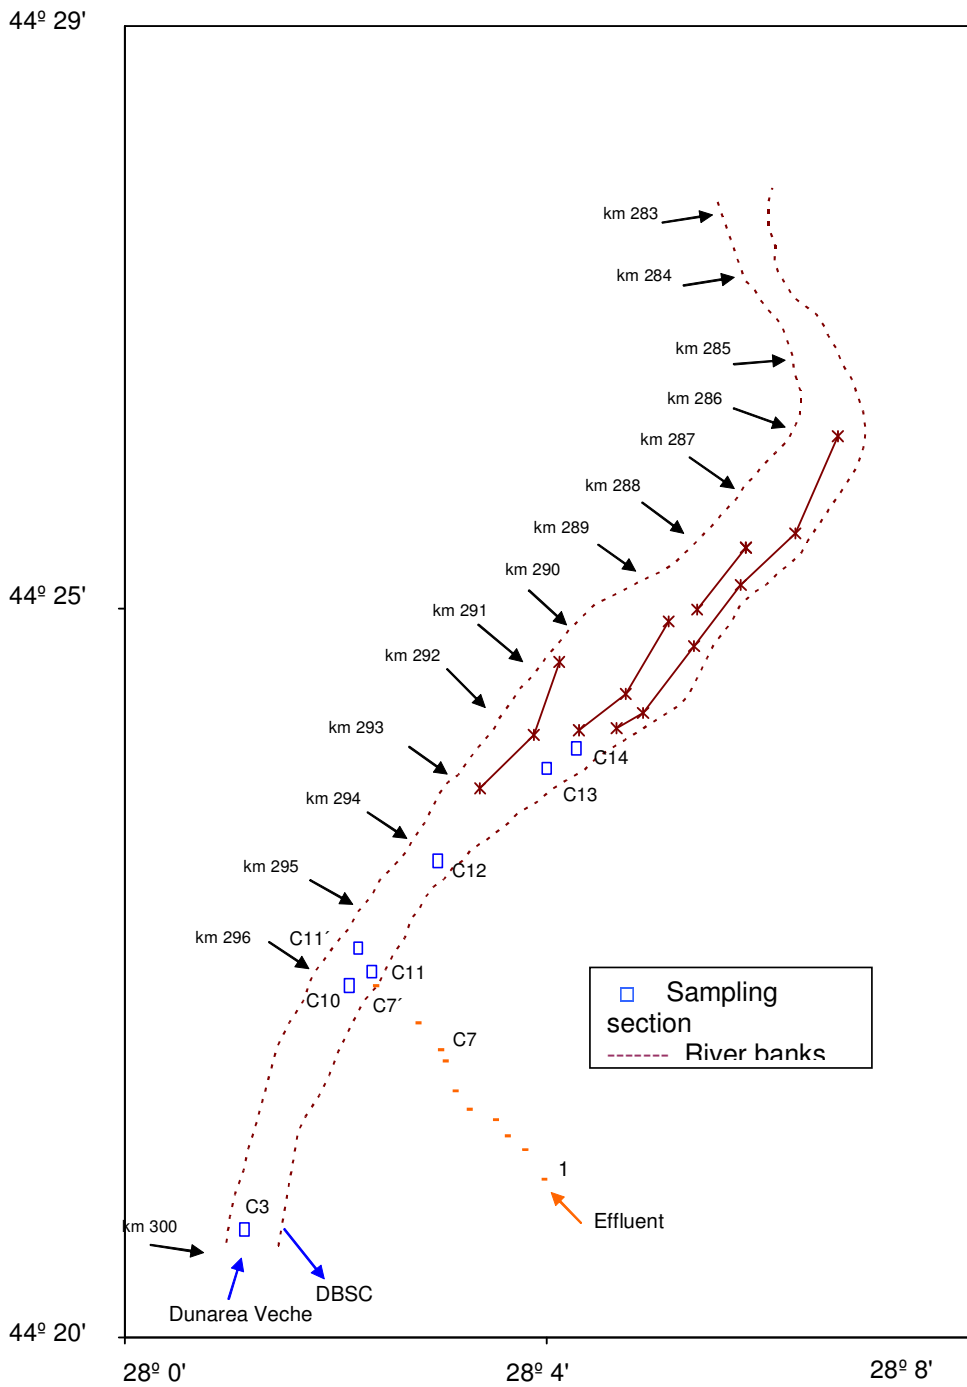 44º 29'
km 283
km 284
km 285
km 286
km 287
km 288
km 289
km 290
44º 25'
km 291
km 292
km 293
C14
C13
km 294
C12
km 295
km 296
C11´
C11
C10
C7´
Sampling
section
River banks
C7
1
C3
Effluent
km 300
DBSC
Dunarea Veche
44º 20'
28º 0'
28º 4'
28º 8'